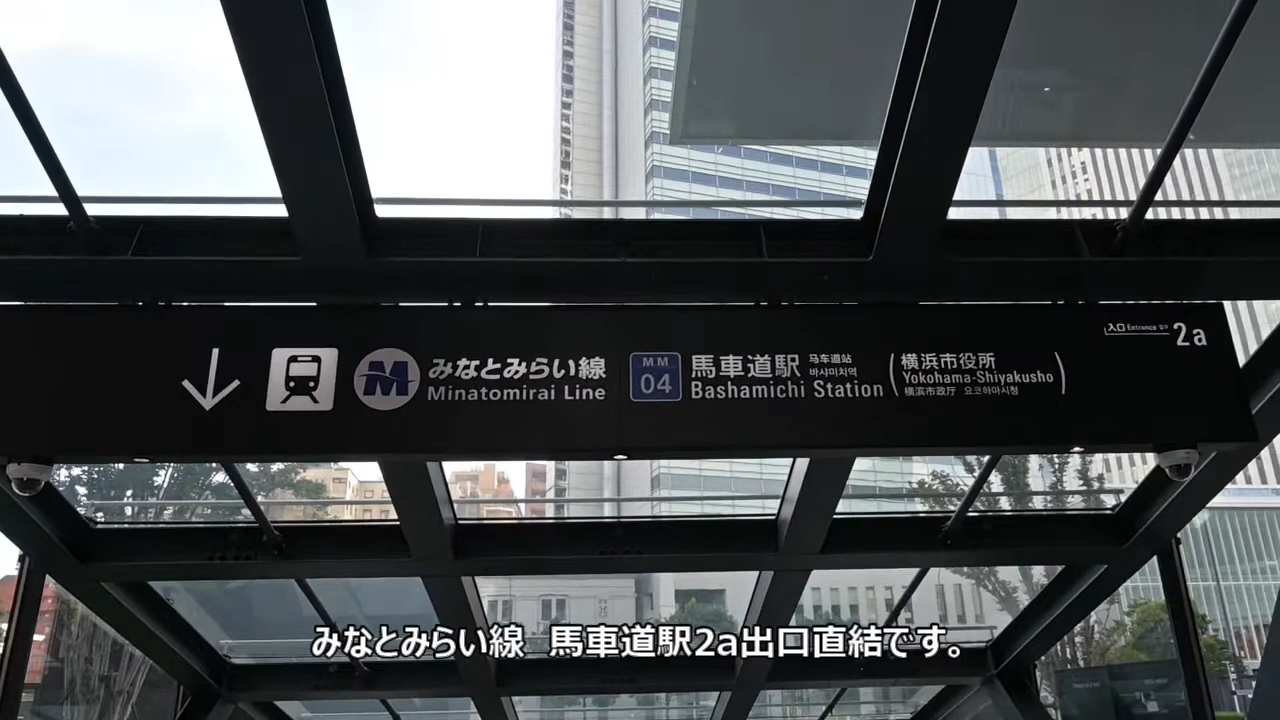 入口 Entrance 입구 2a
M みなとみらい線
Minatomirai Line
MM
04
馬車道駅 马车道站
바샤미치역
Bashamichi Station
(横浜市役所
Yokohama-Shiyakusho
横滨市政厅 요코하마시청)
みなとみらい線 馬車道駅2a出口直結です。